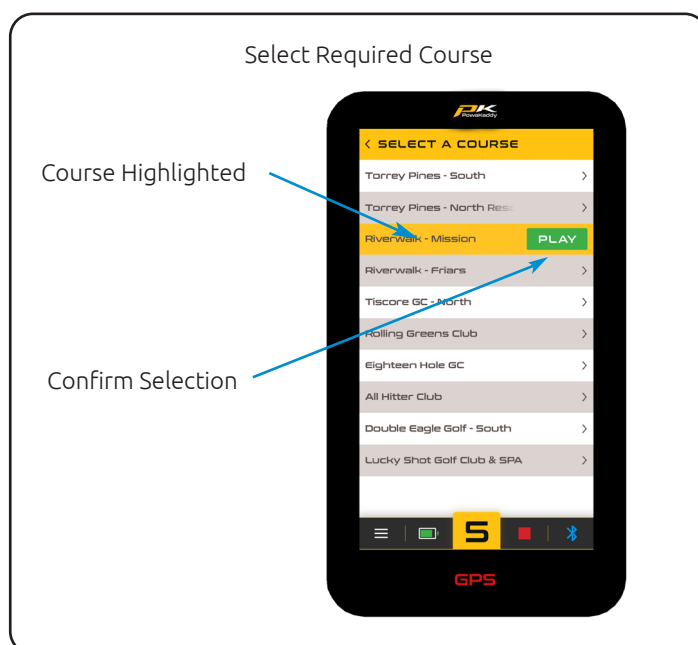 Select Required Course
PK
PowaKaddy
< SELECT A COURSE
Course Highlighted
Torrey Pines - South
Torrey Pines - North Reso
Riverwalk - Mission
PLAY
Riverwalk - Friars
Tiscore GC - North
Rolling Greens Club
Confirm Selection
Eighteen Hole GC
All Hitter Club
Double Eagle Golf - South
Lucky Shot Golf Club & SPA
S
GPS